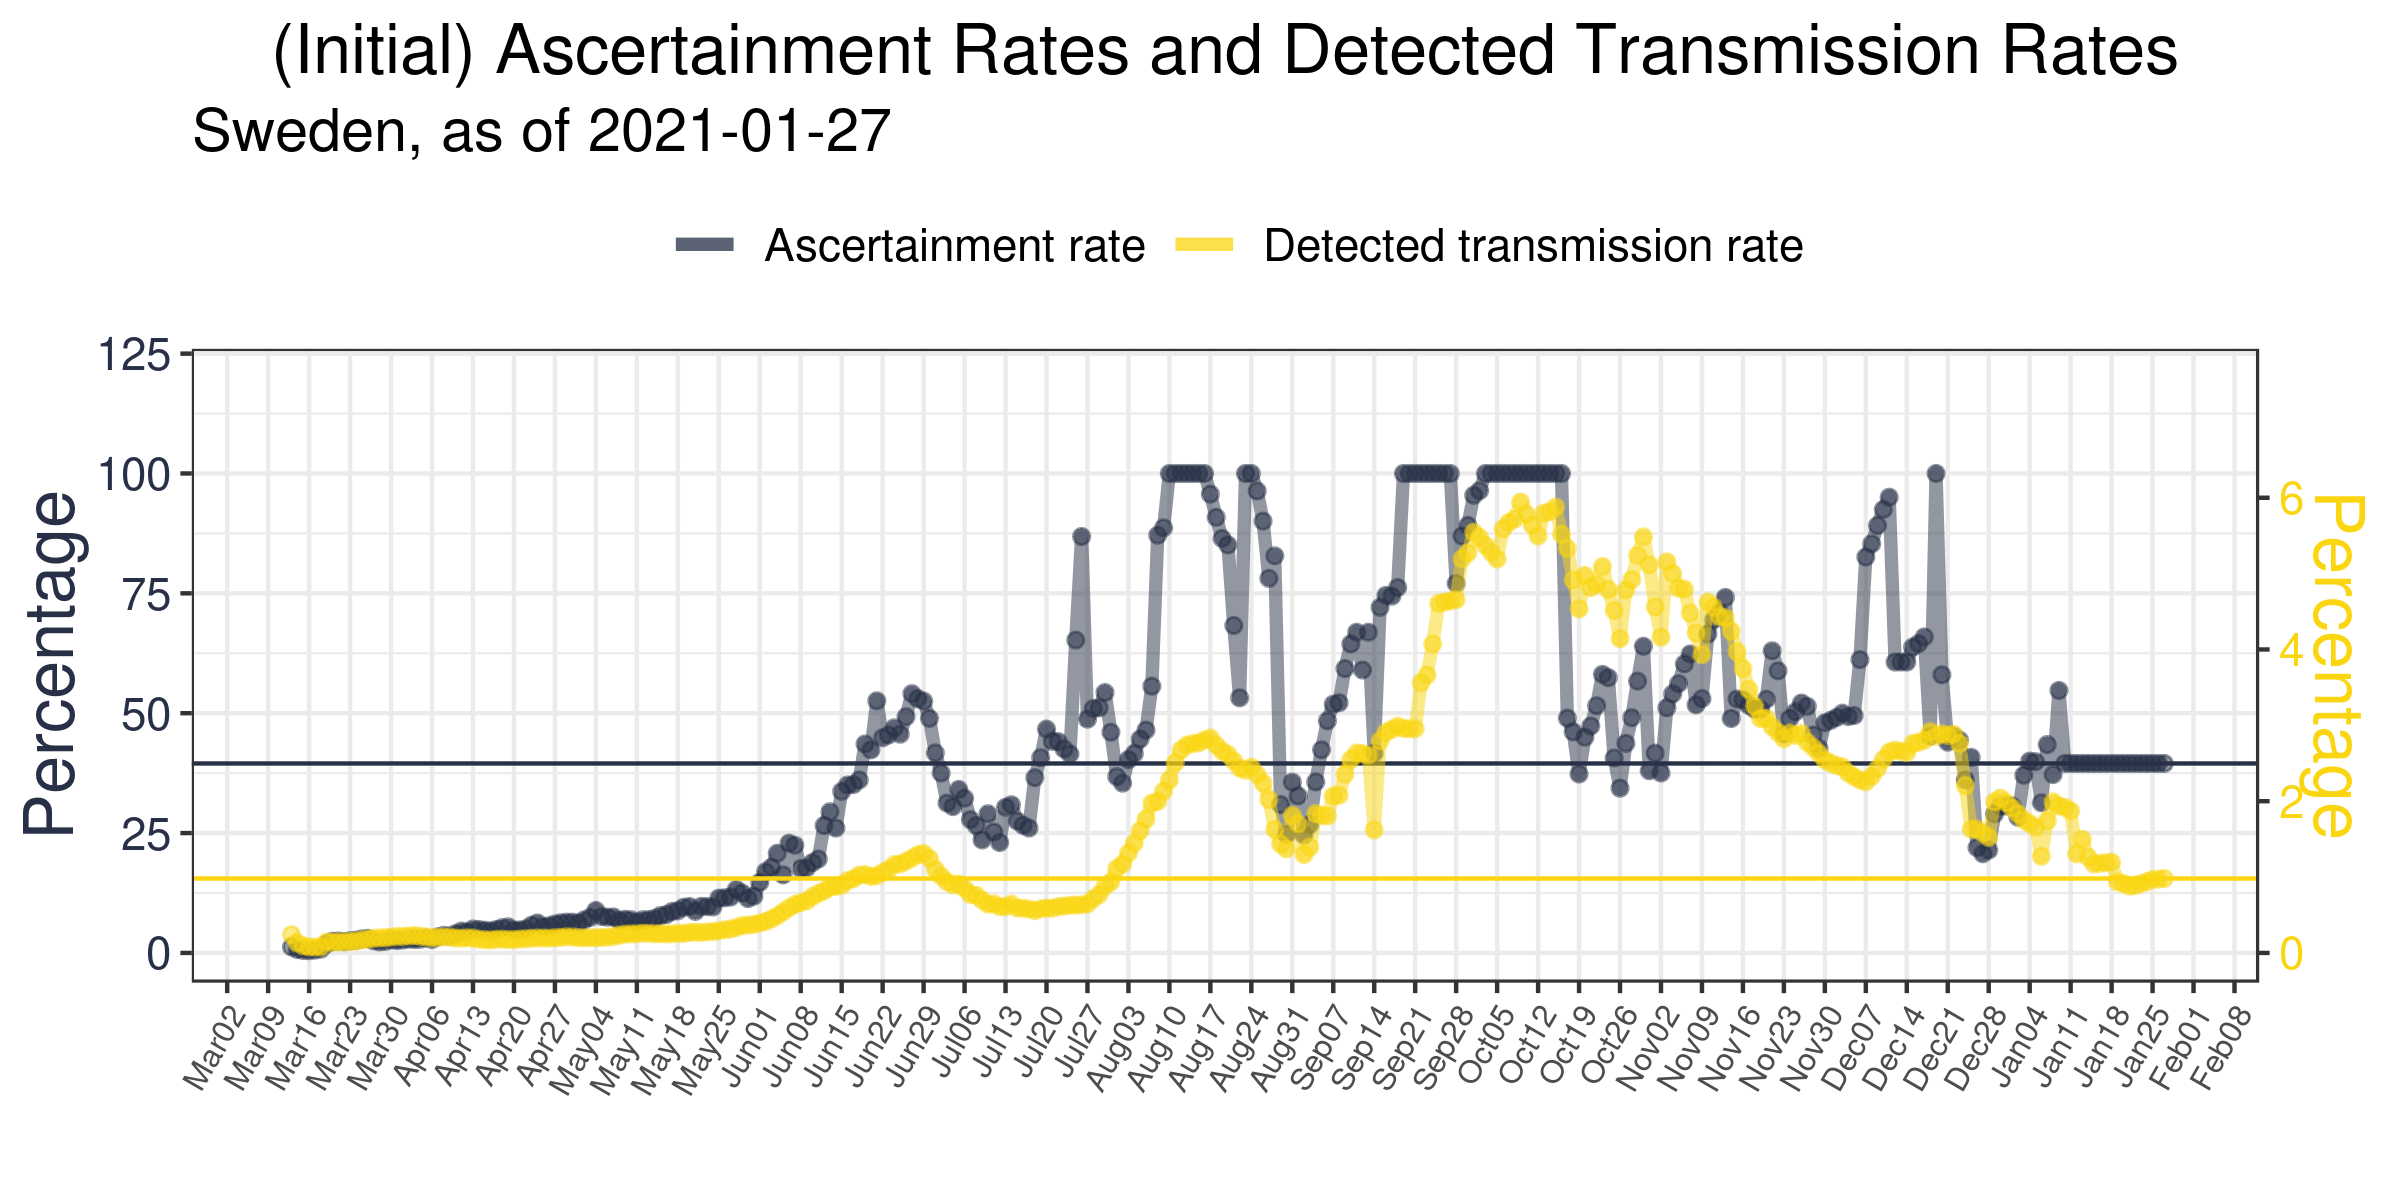 (Initial) Ascertainment Rates and Detected Transmission Rates
Sweden, as of 2021-01-27
Ascertainment rate
Detected transmission rate
Percentage
125
100
75
50
25
0
6
4
2
0
Percentage
Mar02
Mar09
Mar16
Mar23
Mar30
Apr06
Apr13
Apr20
Apr27
May04
May11
May18
May25
Jun01
Jun08
Jun15
Jun22
Jun29
Jul06
Jul13
Jul20
Jul27
Aug03
Aug10
Aug17
Aug24
Aug31
Sep07
Sep14
Sep21
Sep28
Oct05
Oct12
Oct19
Oct26
Nov02
Nov09
Nov16
Nov23
Nov30
Dec07
Dec14
Dec21
Dec28
Jan04
Jan11
Jan18
Jan25
Feb01
Feb08